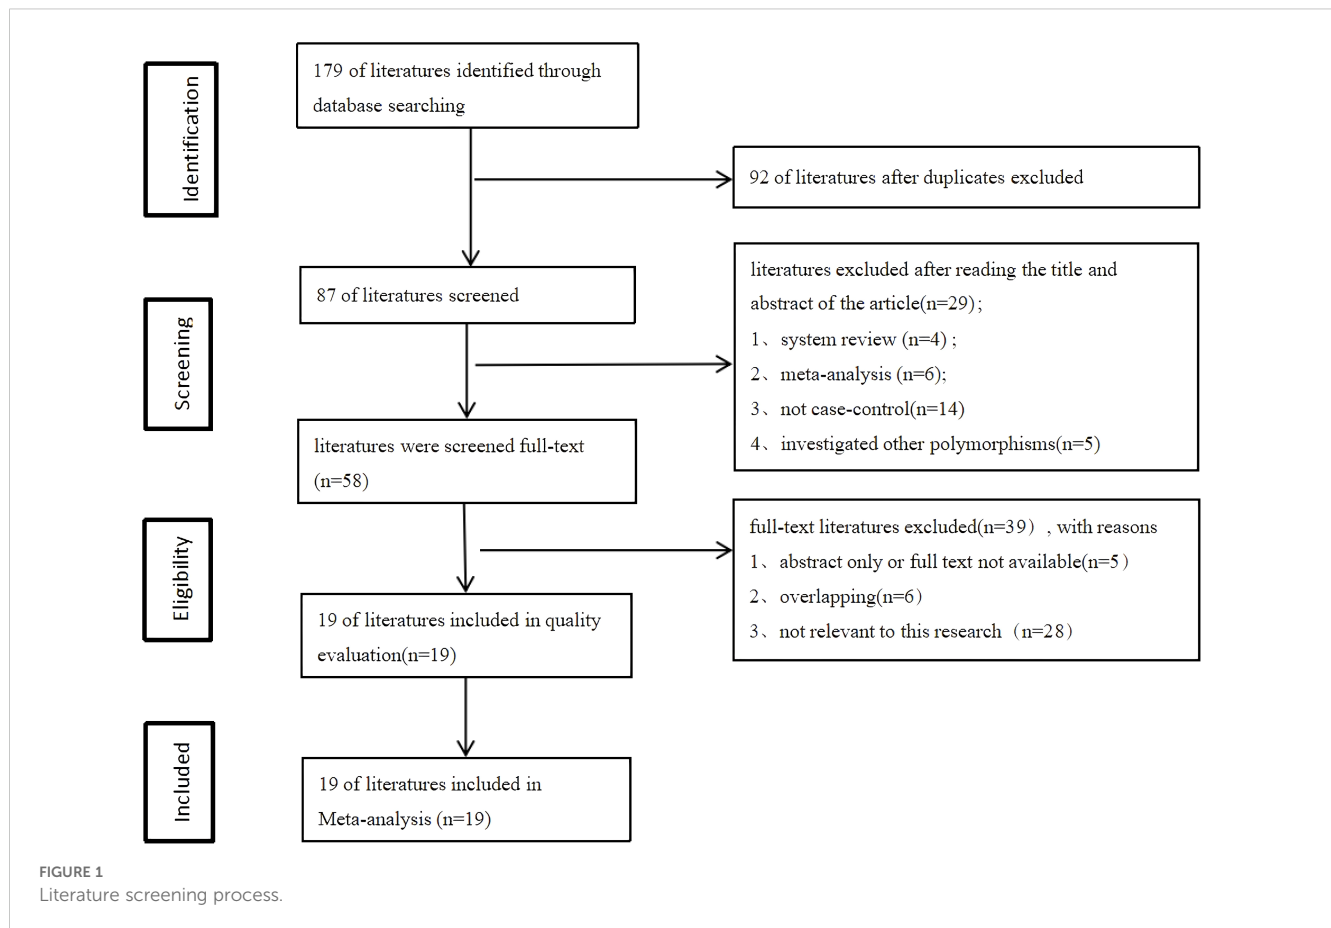 Identification
179 of literatures identified through
database searching
92 of literatures after duplicates excluded
Screening
87 of literatures screened
literatures excluded after reading the title and
abstract of the article(n=29);
1、system review (n=4) ;
2、meta-analysis (n=6);
3、not case-control(n=14)
4、investigated other polymorphisms(n=5)
literatures were screened full-text
(n=58)
Eligibility
full-text literatures excluded(n=39）, with reasons
1、abstract only or full text not available(n=5）
2、overlapping(n=6）
3、not relevant to this research（n=28）
19 of literatures included in quality
evaluation(n=19)
Included
19 of literatures included in
Meta-analysis (n=19)
FIGURE 1
Literature screening process.